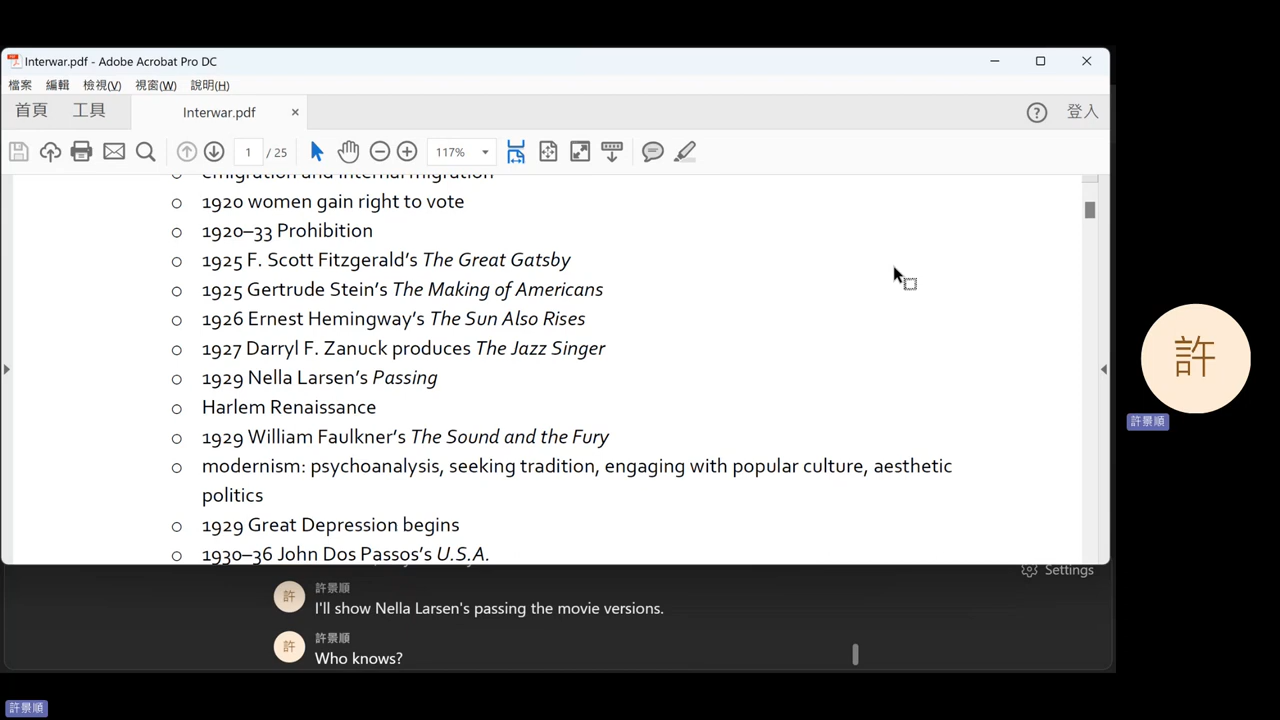 Interwar.pdf - Adobe Acrobat Pro DC
檔案 編輯 檢視(V) 視窗(W) 說明(H)
首頁 工具 Interwar.pdf × 登入
1 / 25 117%
emigration and internal migration
○ 1920 women gain right to vote
○ 1920–33 Prohibition
○ 1925 F. Scott Fitzgerald’s The Great Gatsby
○ 1925 Gertrude Stein’s The Making of Americans
○ 1926 Ernest Hemingway’s The Sun Also Rises
○ 1927 Darryl F. Zanuck produces The Jazz Singer
○ 1929 Nella Larsen’s Passing
○ Harlem Renaissance
○ 1929 William Faulkner’s The Sound and the Fury
○ modernism: psychoanalysis, seeking tradition, engaging with popular culture, aesthetic
politics
○ 1929 Great Depression begins
○ 1930–36 John Dos Passos’s U.S.A.
許
許景順
Settings
許 許景順
I'll show Nella Larsen's passing the movie versions.
許 許景順
Who knows?
許景順